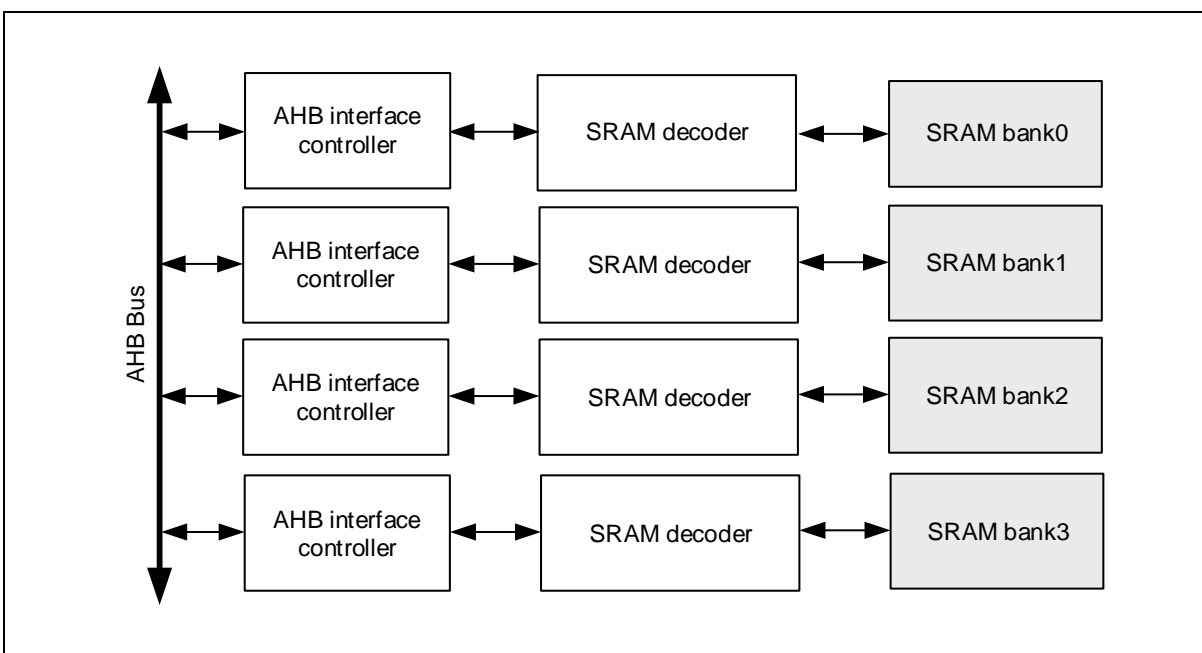 AHB Bus
AHB interface
controller
SRAM decoder
SRAM bank0
AHB interface
controller
SRAM decoder
SRAM bank1
AHB interface
controller
SRAM decoder
SRAM bank2
AHB interface
controller
SRAM decoder
SRAM bank3